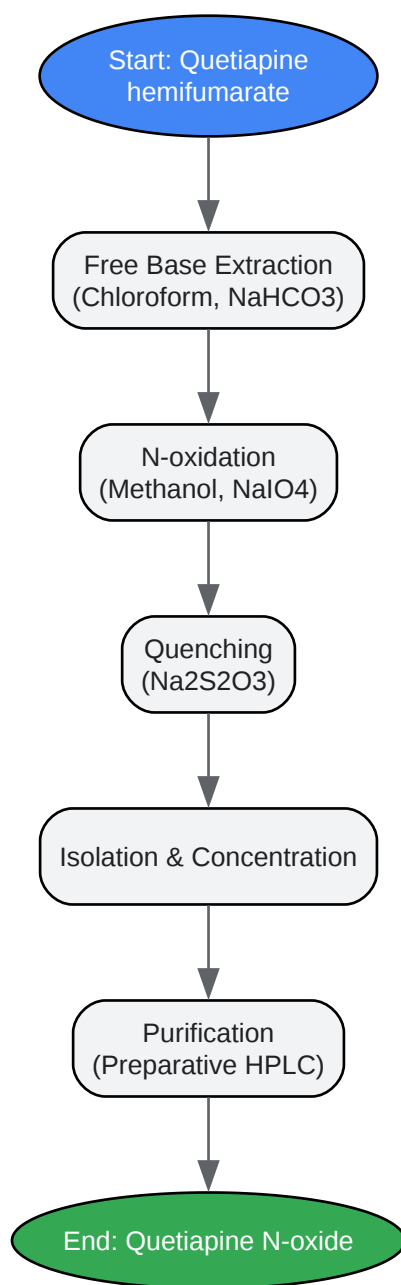 Start: Quetiapine
hemifumarate
Free Base Extraction
(Chloroform, NaHCO3)
N-oxidation
(Methanol, NaIO4)
Quenching
(Na2S2O3)
Isolation & Concentration
Purification
(Preparative HPLC)
End: Quetiapine N-oxide